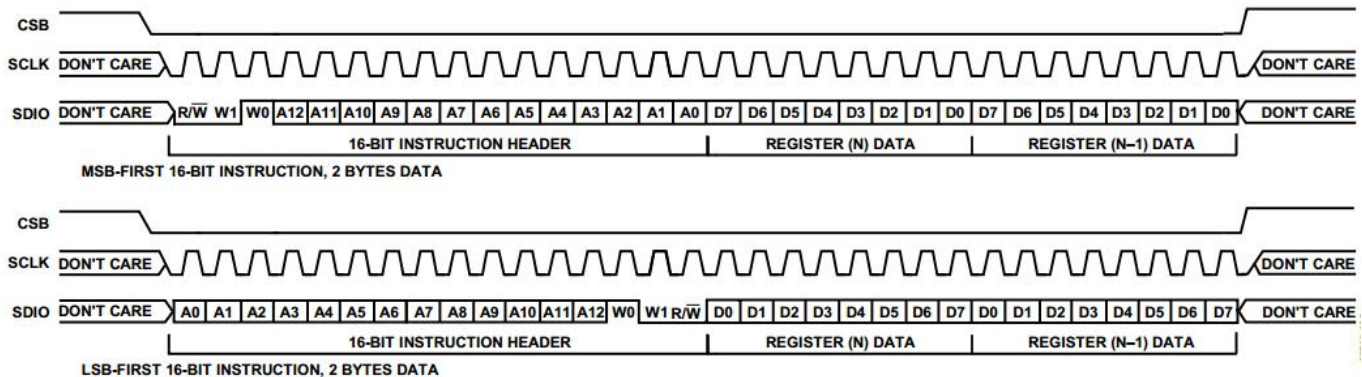 CSB
SCLK DON'T CARE DON'T CARE
SDIO DON'T CARE R/W̅ W1 W0 A12 A11 A10 A9 A8 A7 A6 A5 A4 A3 A2 A1 A0 D7 D6 D5 D4 D3 D2 D1 D0 D7 D6 D5 D4 D3 D2 D1 D0 DON'T CARE
16-BIT INSTRUCTION HEADER REGISTER (N) DATA REGISTER (N–1) DATA
MSB-FIRST 16-BIT INSTRUCTION, 2 BYTES DATA
CSB
SCLK DON'T CARE DON'T CARE
SDIO DON'T CARE A0 A1 A2 A3 A4 A5 A6 A7 A8 A9 A10 A11 A12 W0 W1 R/W̅ D0 D1 D2 D3 D4 D5 D6 D7 D0 D1 D2 D3 D4 D5 D6 D7 DON'T CARE
16-BIT INSTRUCTION HEADER REGISTER (N) DATA REGISTER (N–1) DATA
LSB-FIRST 16-BIT INSTRUCTION, 2 BYTES DATA